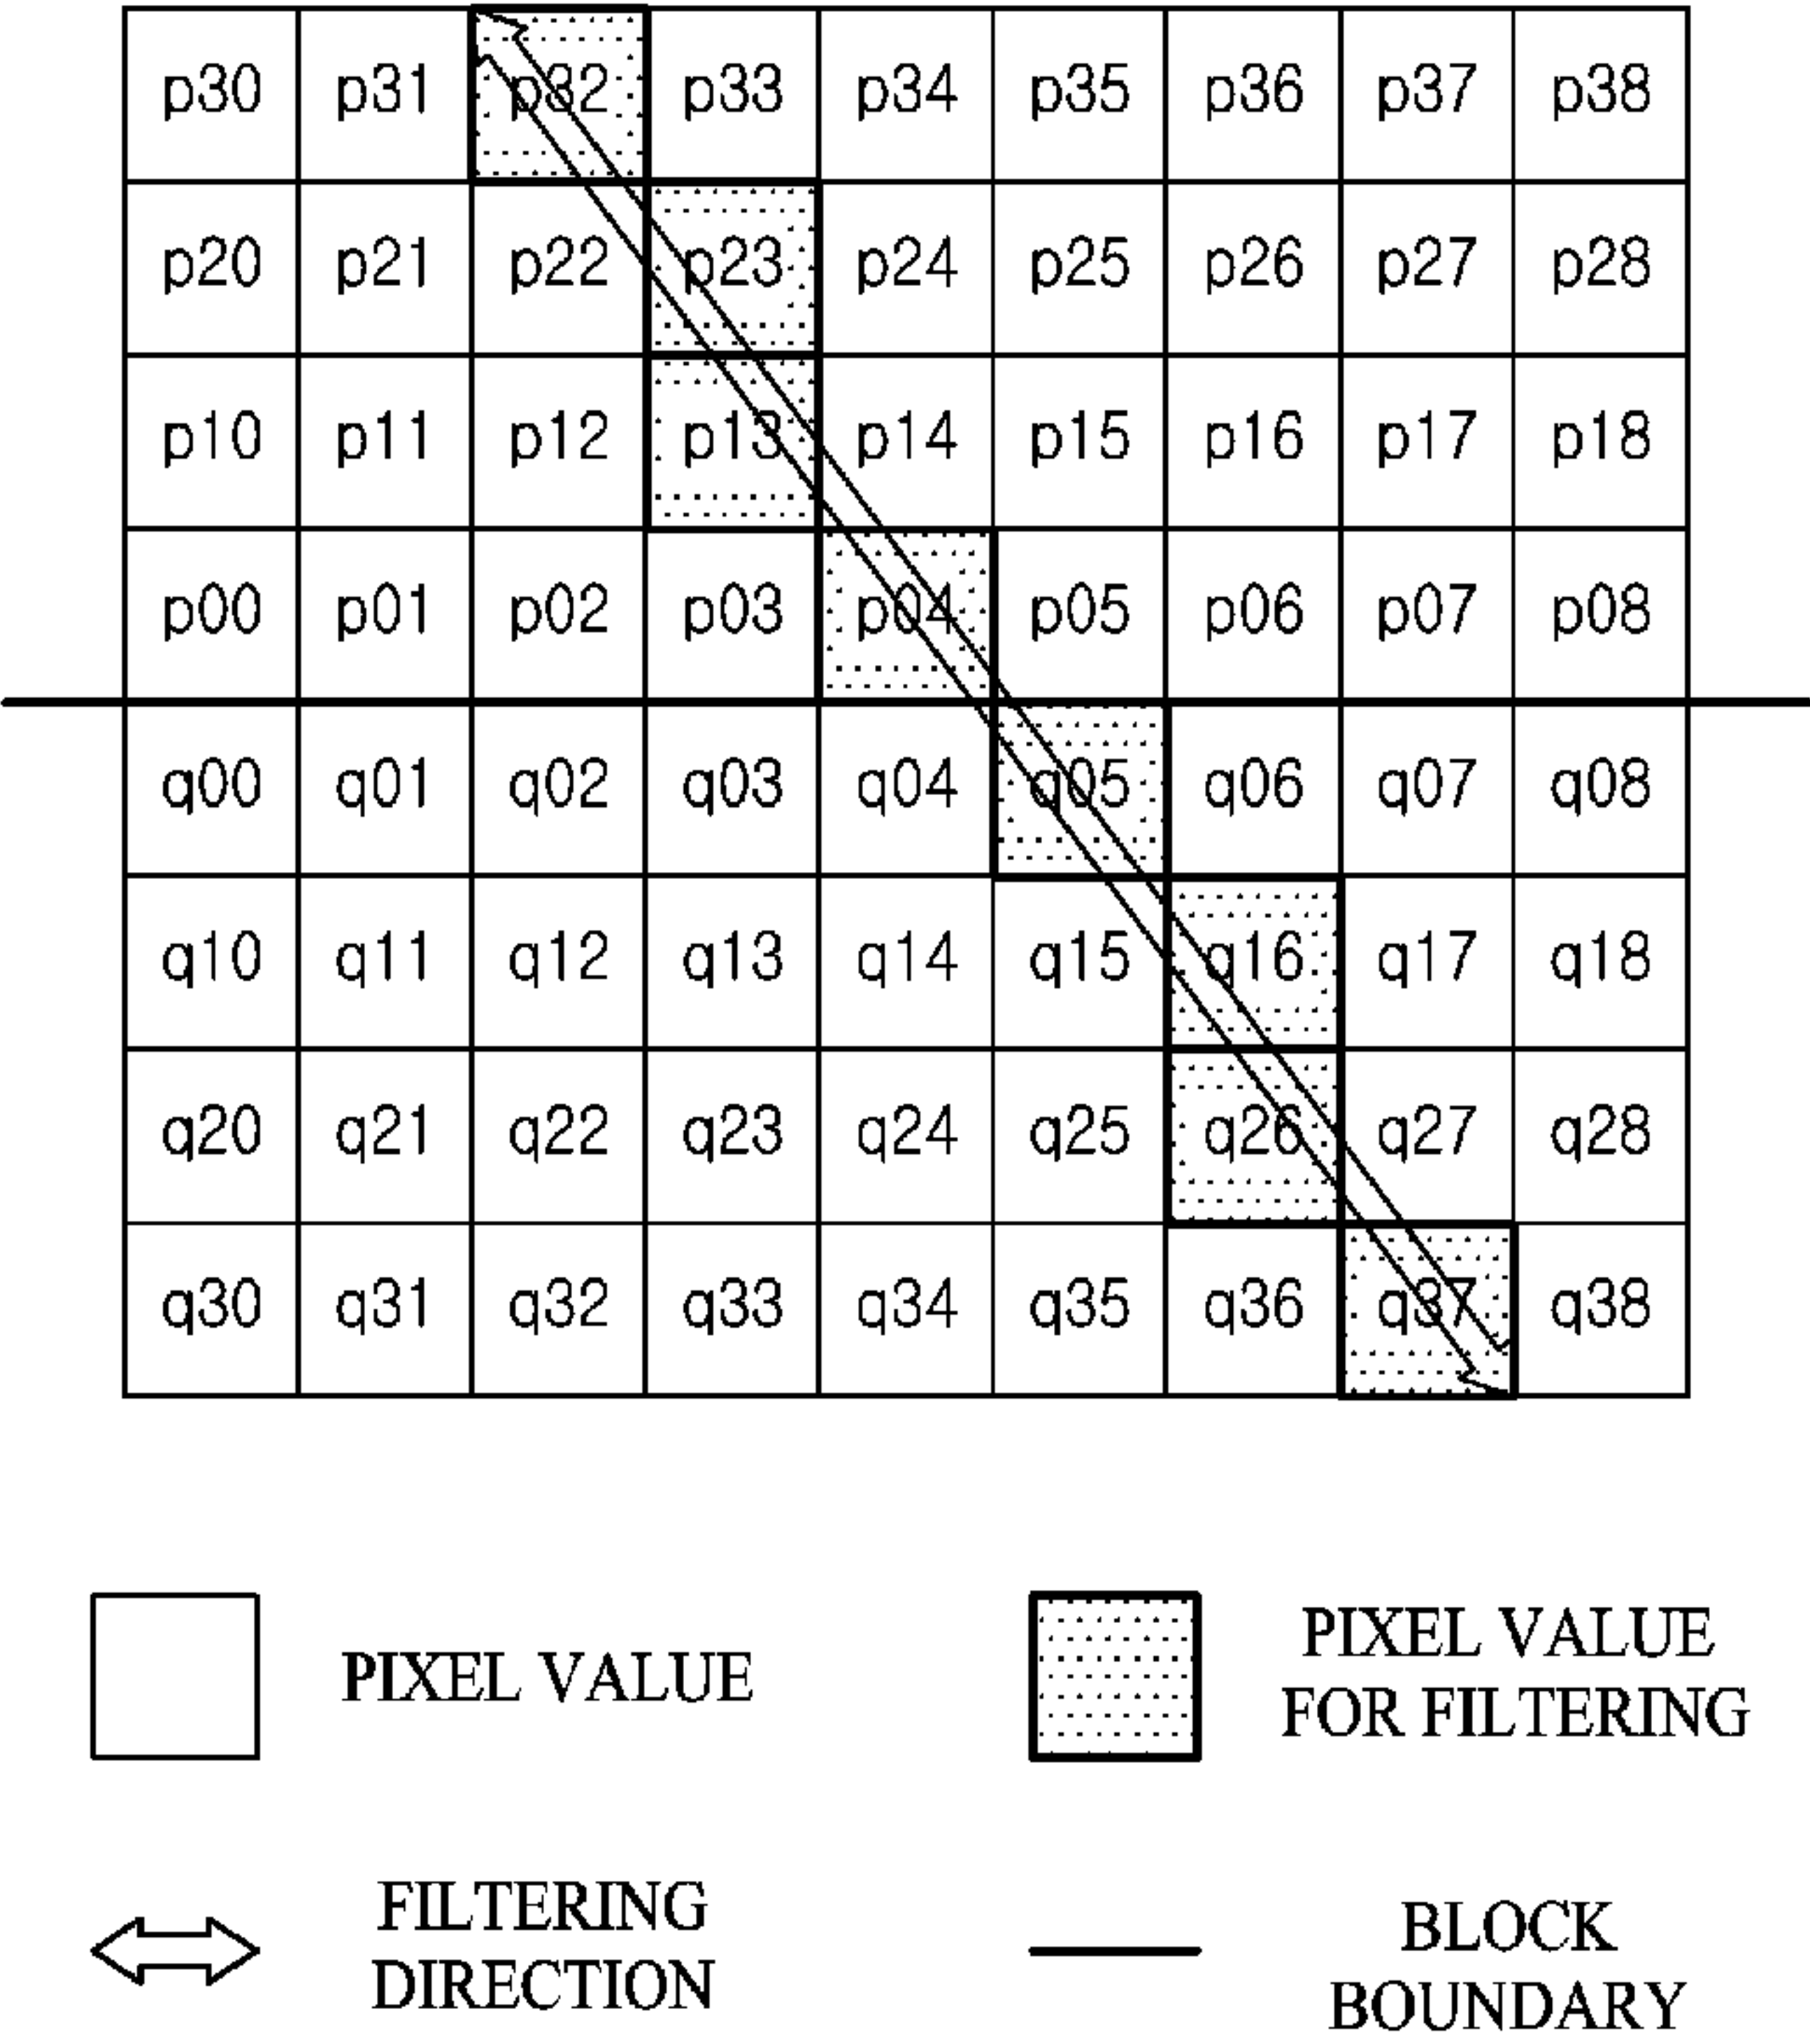 p30 p31 p32 p33 p34 p35 p36 p37 p38
p20 p21 p22 p23 p24 p25 p26 p27 p28
p10 p11 p12 p13 p14 p15 p16 p17 p18
p00 p01 p02 p03 p04 p05 p06 p07 p08
q00 q01 q02 q03 q04 q05 q06 q07 q08
q10 q11 q12 q13 q14 q15 q16 q17 q18
q20 q21 q22 q23 q24 q25 q26 q27 q28
q30 q31 q32 q33 q34 q35 q36 q37 q38
PIXEL VALUE
PIXEL VALUE
FOR FILTERING
FILTERING
DIRECTION
BLOCK
BOUNDARY